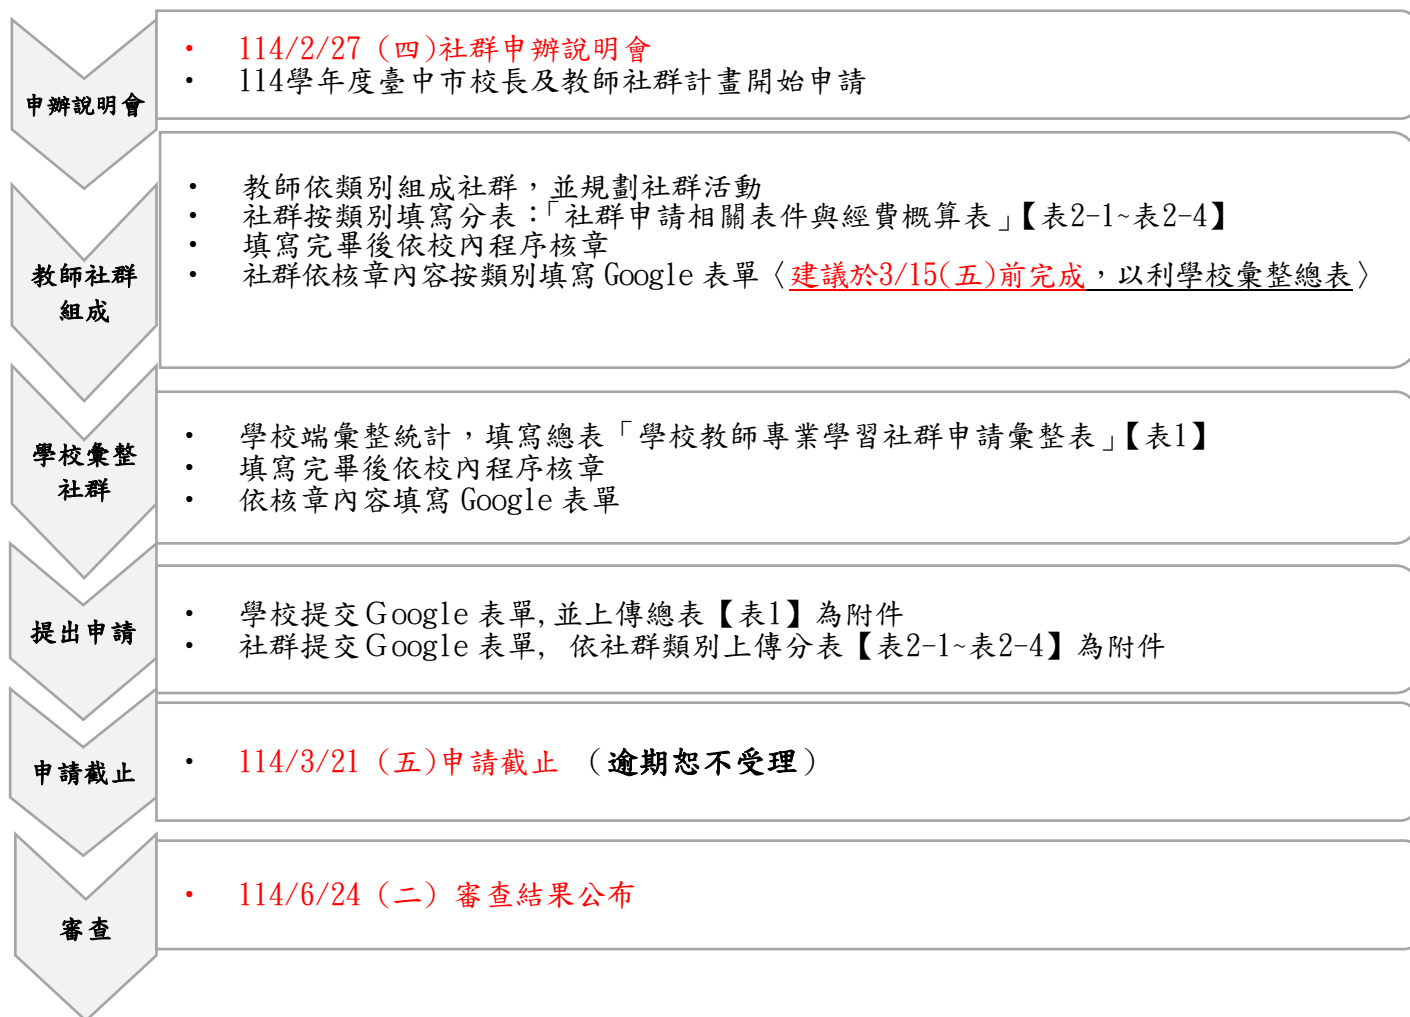 申辦說明會
• 114/2/27 (四)社群申辦說明會
• 114學年度臺中市校長及教師社群計畫開始申請
教師社群
組成
• 教師依類別組成社群，並規劃社群活動
• 社群按類別填寫分表：「社群申請相關表件與經費概算表」【表2-1~表2-4】
• 填寫完畢後依校內程序核章
• 社群依核章內容按類別填寫 Google 表單〈建議於3/15(五)前完成，以利學校彙整總表〉
學校彙整
社群
• 學校端彙整統計，填寫總表「學校教師專業學習社群申請彙整表」【表1】
• 填寫完畢後依校內程序核章
• 依核章內容填寫 Google 表單
提出申請
• 學校提交Google 表單,並上傳總表【表1】為附件
• 社群提交Google 表單, 依社群類別上傳分表【表2-1~表2-4】為附件
申請截止
• 114/3/21 (五)申請截止 （逾期恕不受理）
審查
• 114/6/24 (二) 審查結果公布